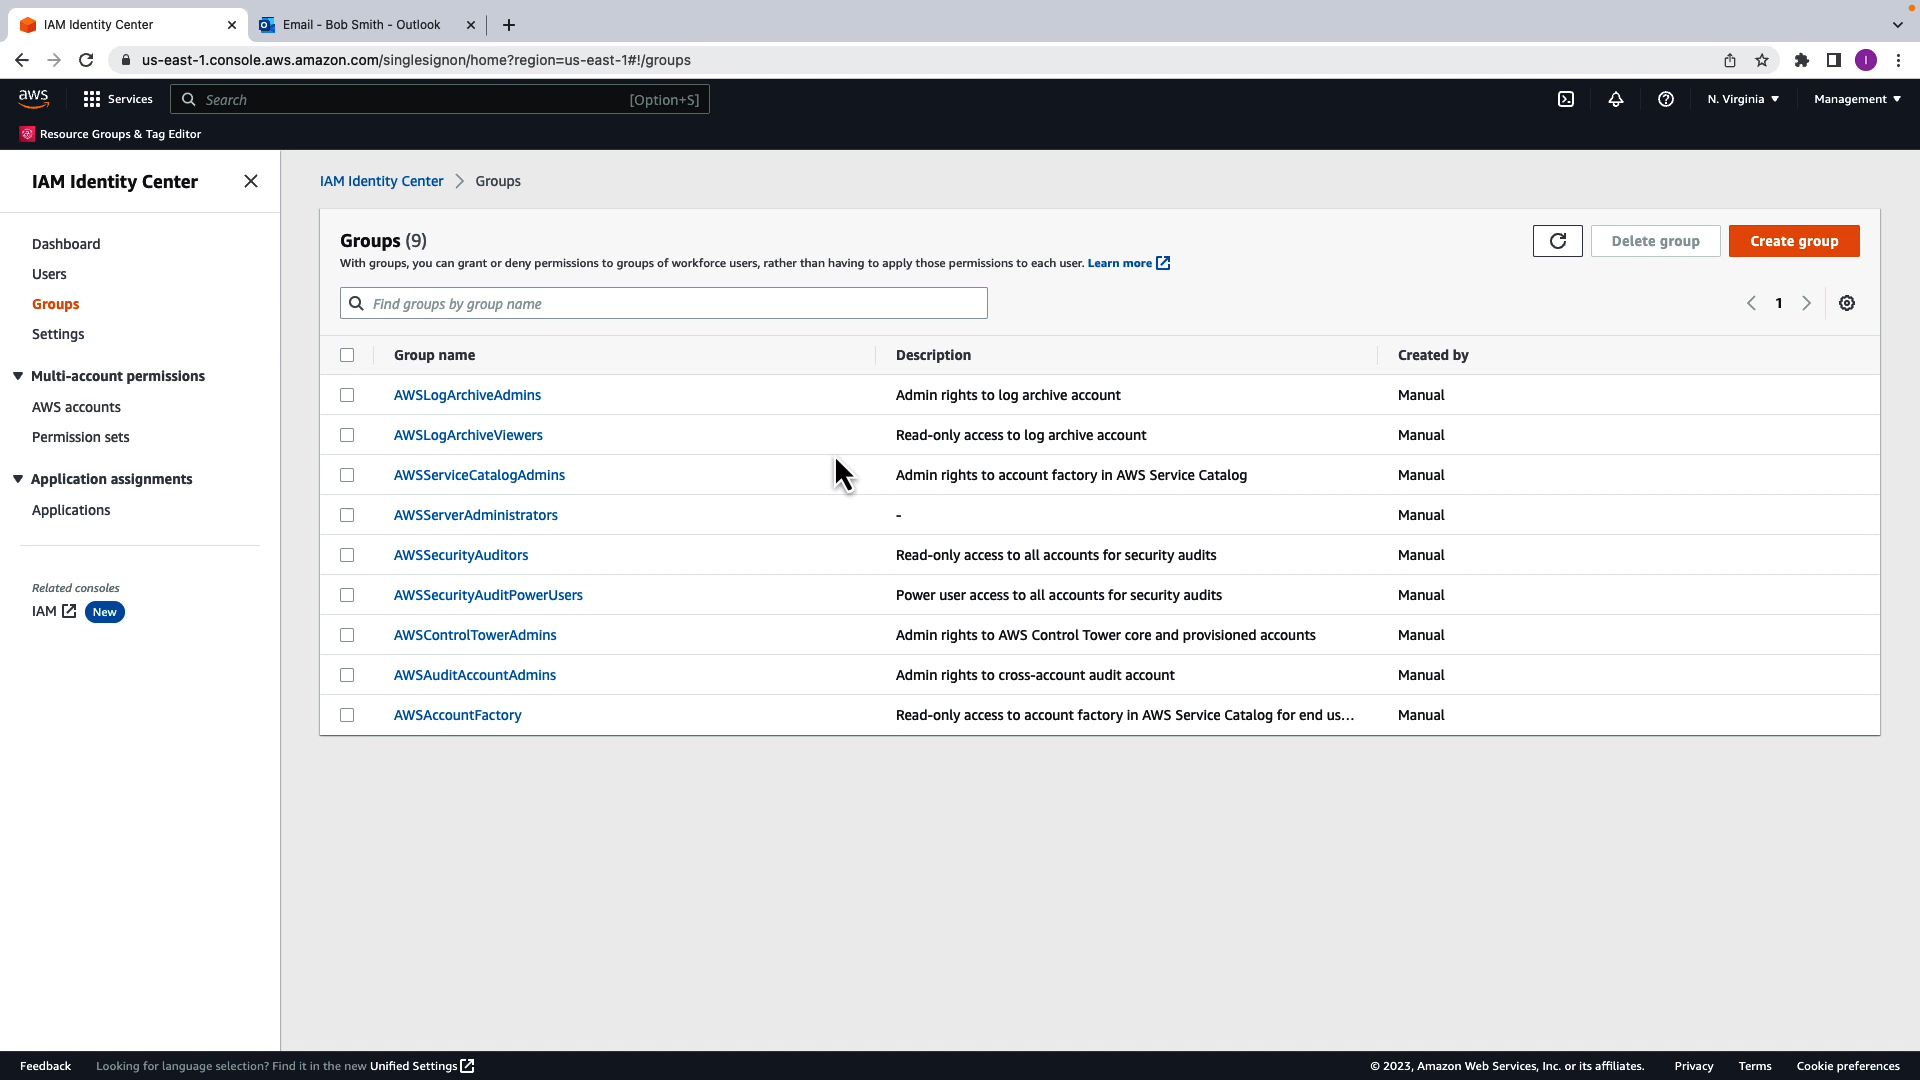 IAM Identity Center
Email - Bob Smith - Outlook
us-east-1.console.aws.amazon.com/singlesignon/home?region=us-east-1#!/groups
I
aws
Services
Search
[Option+S]
N. Virginia
Management
Resource Groups & Tag Editor
IAM Identity Center
Dashboard
Users
Groups
Settings
Multi-account permissions
AWS accounts
Permission sets
Application assignments
Applications
Related consoles
IAM New
IAM Identity Center > Groups
Groups (9)
With groups, you can grant or deny permissions to groups of workforce users, rather than having to apply those permissions to each user. Learn more
Delete group
Create group
Find groups by group name
1
Group name Description Created by
AWSLogArchiveAdmins Admin rights to log archive account Manual
AWSLogArchiveViewers Read-only access to log archive account Manual
AWSServiceCatalogAdmins Admin rights to account factory in AWS Service Catalog Manual
AWSServerAdministrators - Manual
AWSSecurityAuditors Read-only access to all accounts for security audits Manual
AWSSecurityAuditPowerUsers Power user access to all accounts for security audits Manual
AWSControlTowerAdmins Admin rights to AWS Control Tower core and provisioned accounts Manual
AWSAuditAccountAdmins Admin rights to cross-account audit account Manual
AWSAccountFactory Read-only access to account factory in AWS Service Catalog for end us... Manual
Feedback
Looking for language selection? Find it in the new Unified Settings
© 2023, Amazon Web Services, Inc. or its affiliates.
Privacy
Terms
Cookie preferences